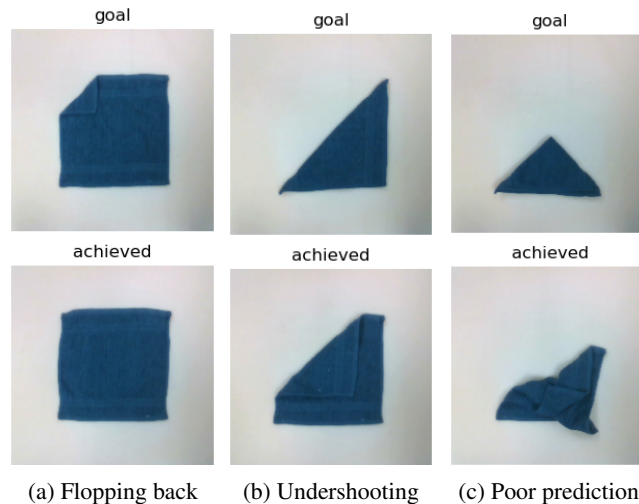 goal
goal
goal
achieved
achieved
achieved
(a) Flopping back
(b) Undershooting
(c) Poor prediction